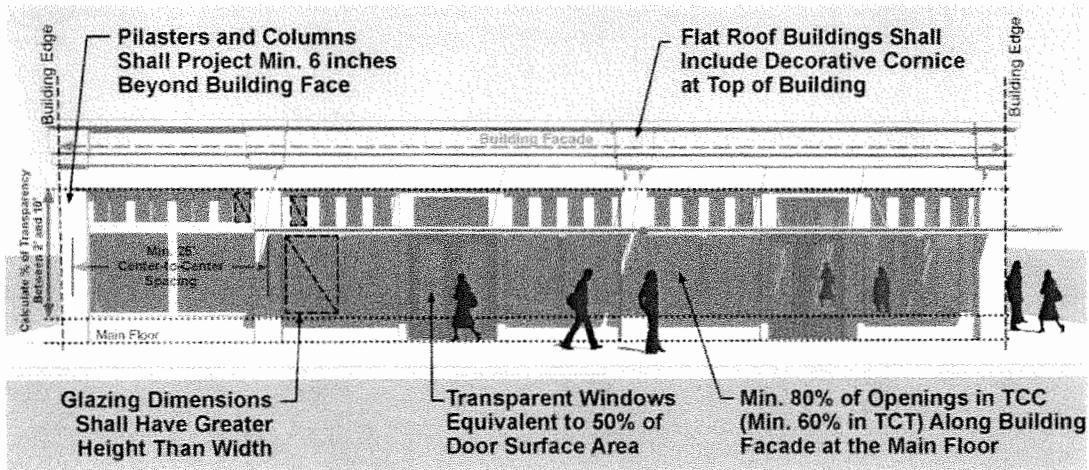 Pilasters and Columns
Shall Project Min. 6 inches
Beyond Building Face
Flat Roof Buildings Shall
Include Decorative Cornice
at Top of Building
Building Edge
Building Edge
Building Facade
Calculate % of Transparency
Between 2' and 10'
Min. 25'
Center-to-Center
Spacing
Main Floor
Glazing Dimensions
Shall Have Greater
Height Than Width
Transparent Windows
Equivalent to 50% of
Door Surface Area
Min. 80% of Openings in TCC
(Min. 60% in TCT) Along Building
Facade at the Main Floor